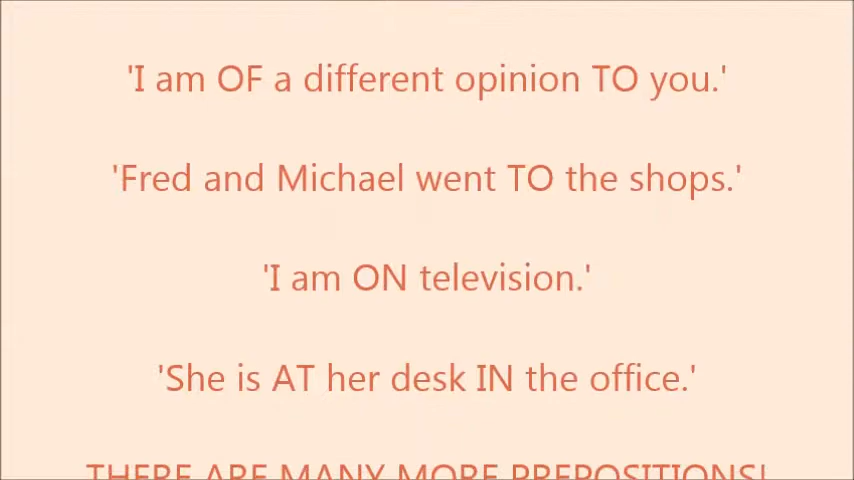 'I am OF a different opinion TO you.'
'Fred and Michael went TO the shops.'
'I am ON television.'
'She is AT her desk IN the office.'
THERE ARE MANY MORE PREPOSITIONS!